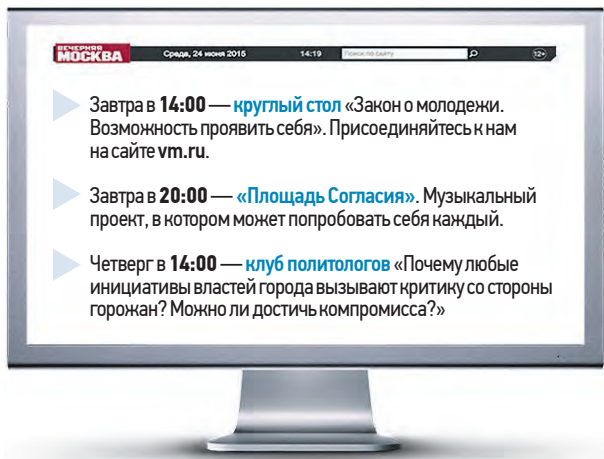 ВЕЧЕРНЯЯ
МОСКВА Среда, 24 июня 2015 14:19 Поиск по сайту 12+
Завтра в 14:00 — круглый стол «Закон о молодежи.
Возможность проявить себя». Присоединяйтесь к нам
на сайте vm.ru.
Завтра в 20:00 — «Площадь Согласия». Музыкальный
проект, в котором может попробовать себя каждый.
Четверг в 14:00 — клуб политологов «Почему любые
инициативы властей города вызывают критику со стороны
горожан? Можно ли достичь компромисса?»